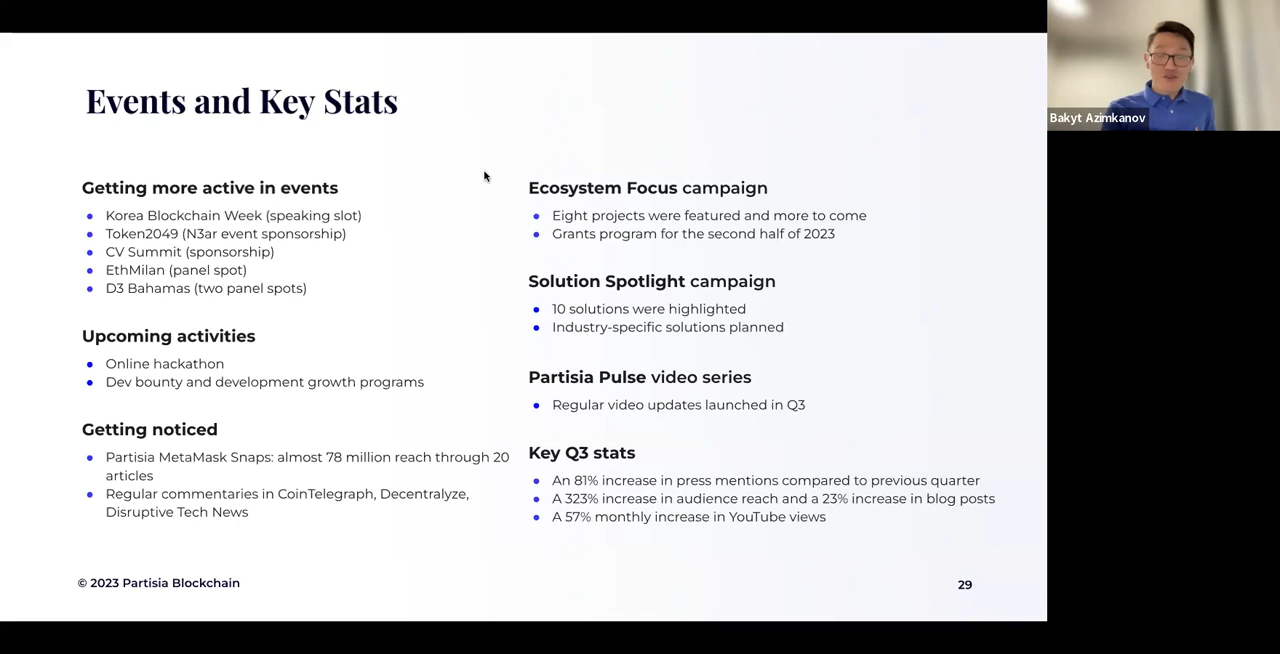 Events and Key Stats
Getting more active in events
Korea Blockchain Week (speaking slot)
Token2049 (N3ar event sponsorship)
CV Summit (sponsorship)
EthMilan (panel spot)
D3 Bahamas (two panel spots)
Upcoming activities
Online hackathon
Dev bounty and development growth programs
Getting noticed
Partisia MetaMask Snaps: almost 78 million reach through 20
articles
Regular commentaries in CoinTelegraph, Decentralyze,
Disruptive Tech News
Ecosystem Focus campaign
Eight projects were featured and more to come
Grants program for the second half of 2023
Solution Spotlight campaign
10 solutions were highlighted
Industry-specific solutions planned
Partisia Pulse video series
Regular video updates launched in Q3
Key Q3 stats
An 81% increase in press mentions compared to previous quarter
A 323% increase in audience reach and a 23% increase in blog posts
A 57% monthly increase in YouTube views
© 2023 Partisia Blockchain
29
Bakyt Azimkanov